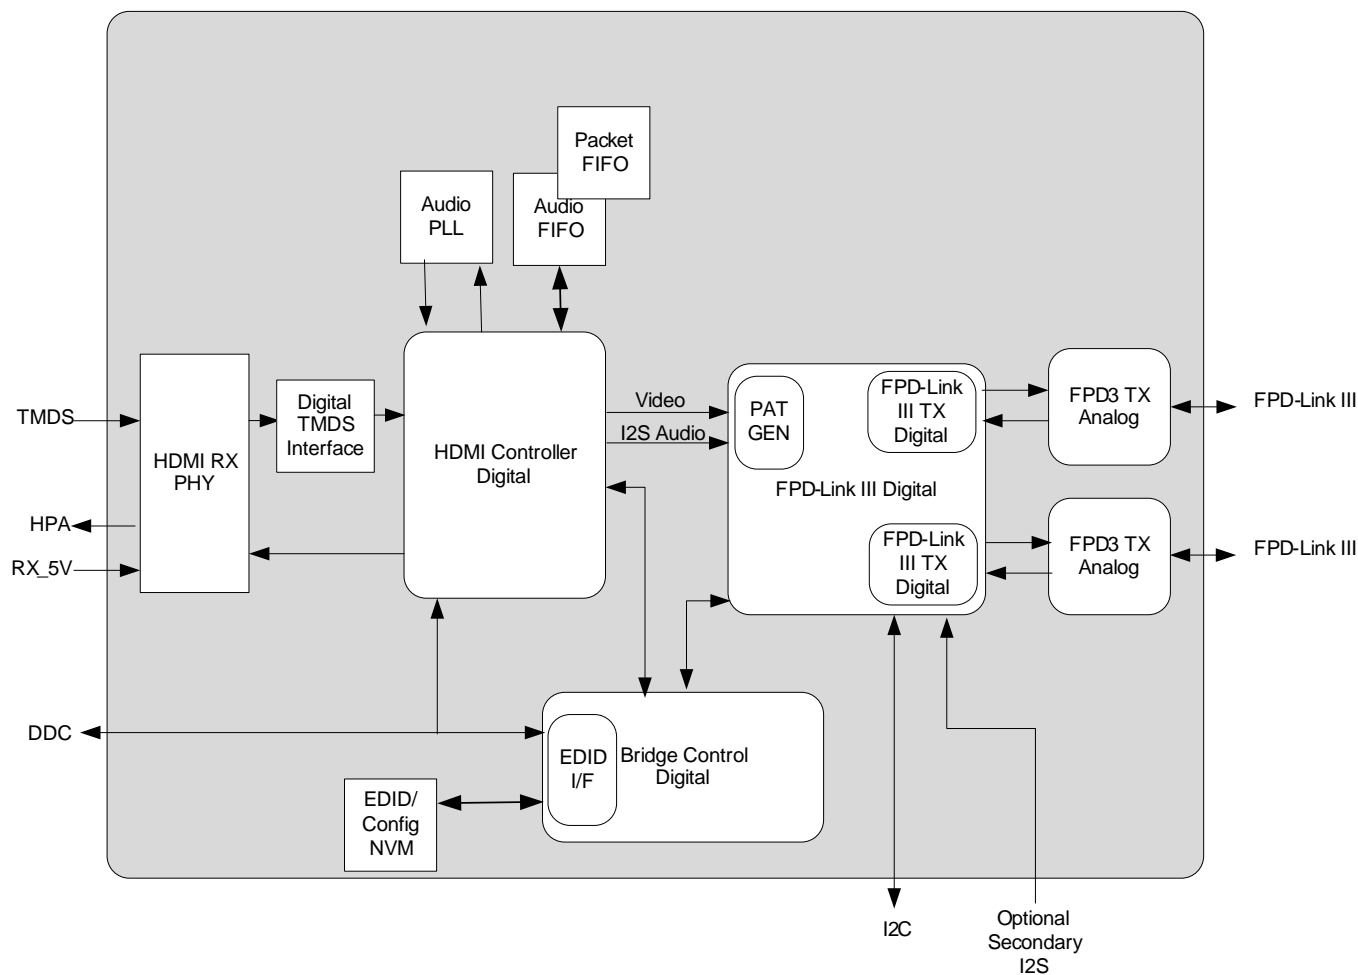 Packet
FIFO
Audio
PLL
Audio
FIFO
TMDS
HPA
RX_5V
DDC
HDMI RX
PHY
Digital
TMDS
Interface
HDMI Controller
Digital
Video
I2S Audio
PAT
GEN
FPD-Link
III TX
Digital
FPD-Link III Digital
FPD-Link
III TX
Digital
FPD3 TX
Analog
FPD-Link III
FPD3 TX
Analog
FPD-Link III
EDID
I/F
Bridge Control
Digital
EDID/
Config
NVM
I2C
Optional
Secondary
I2S